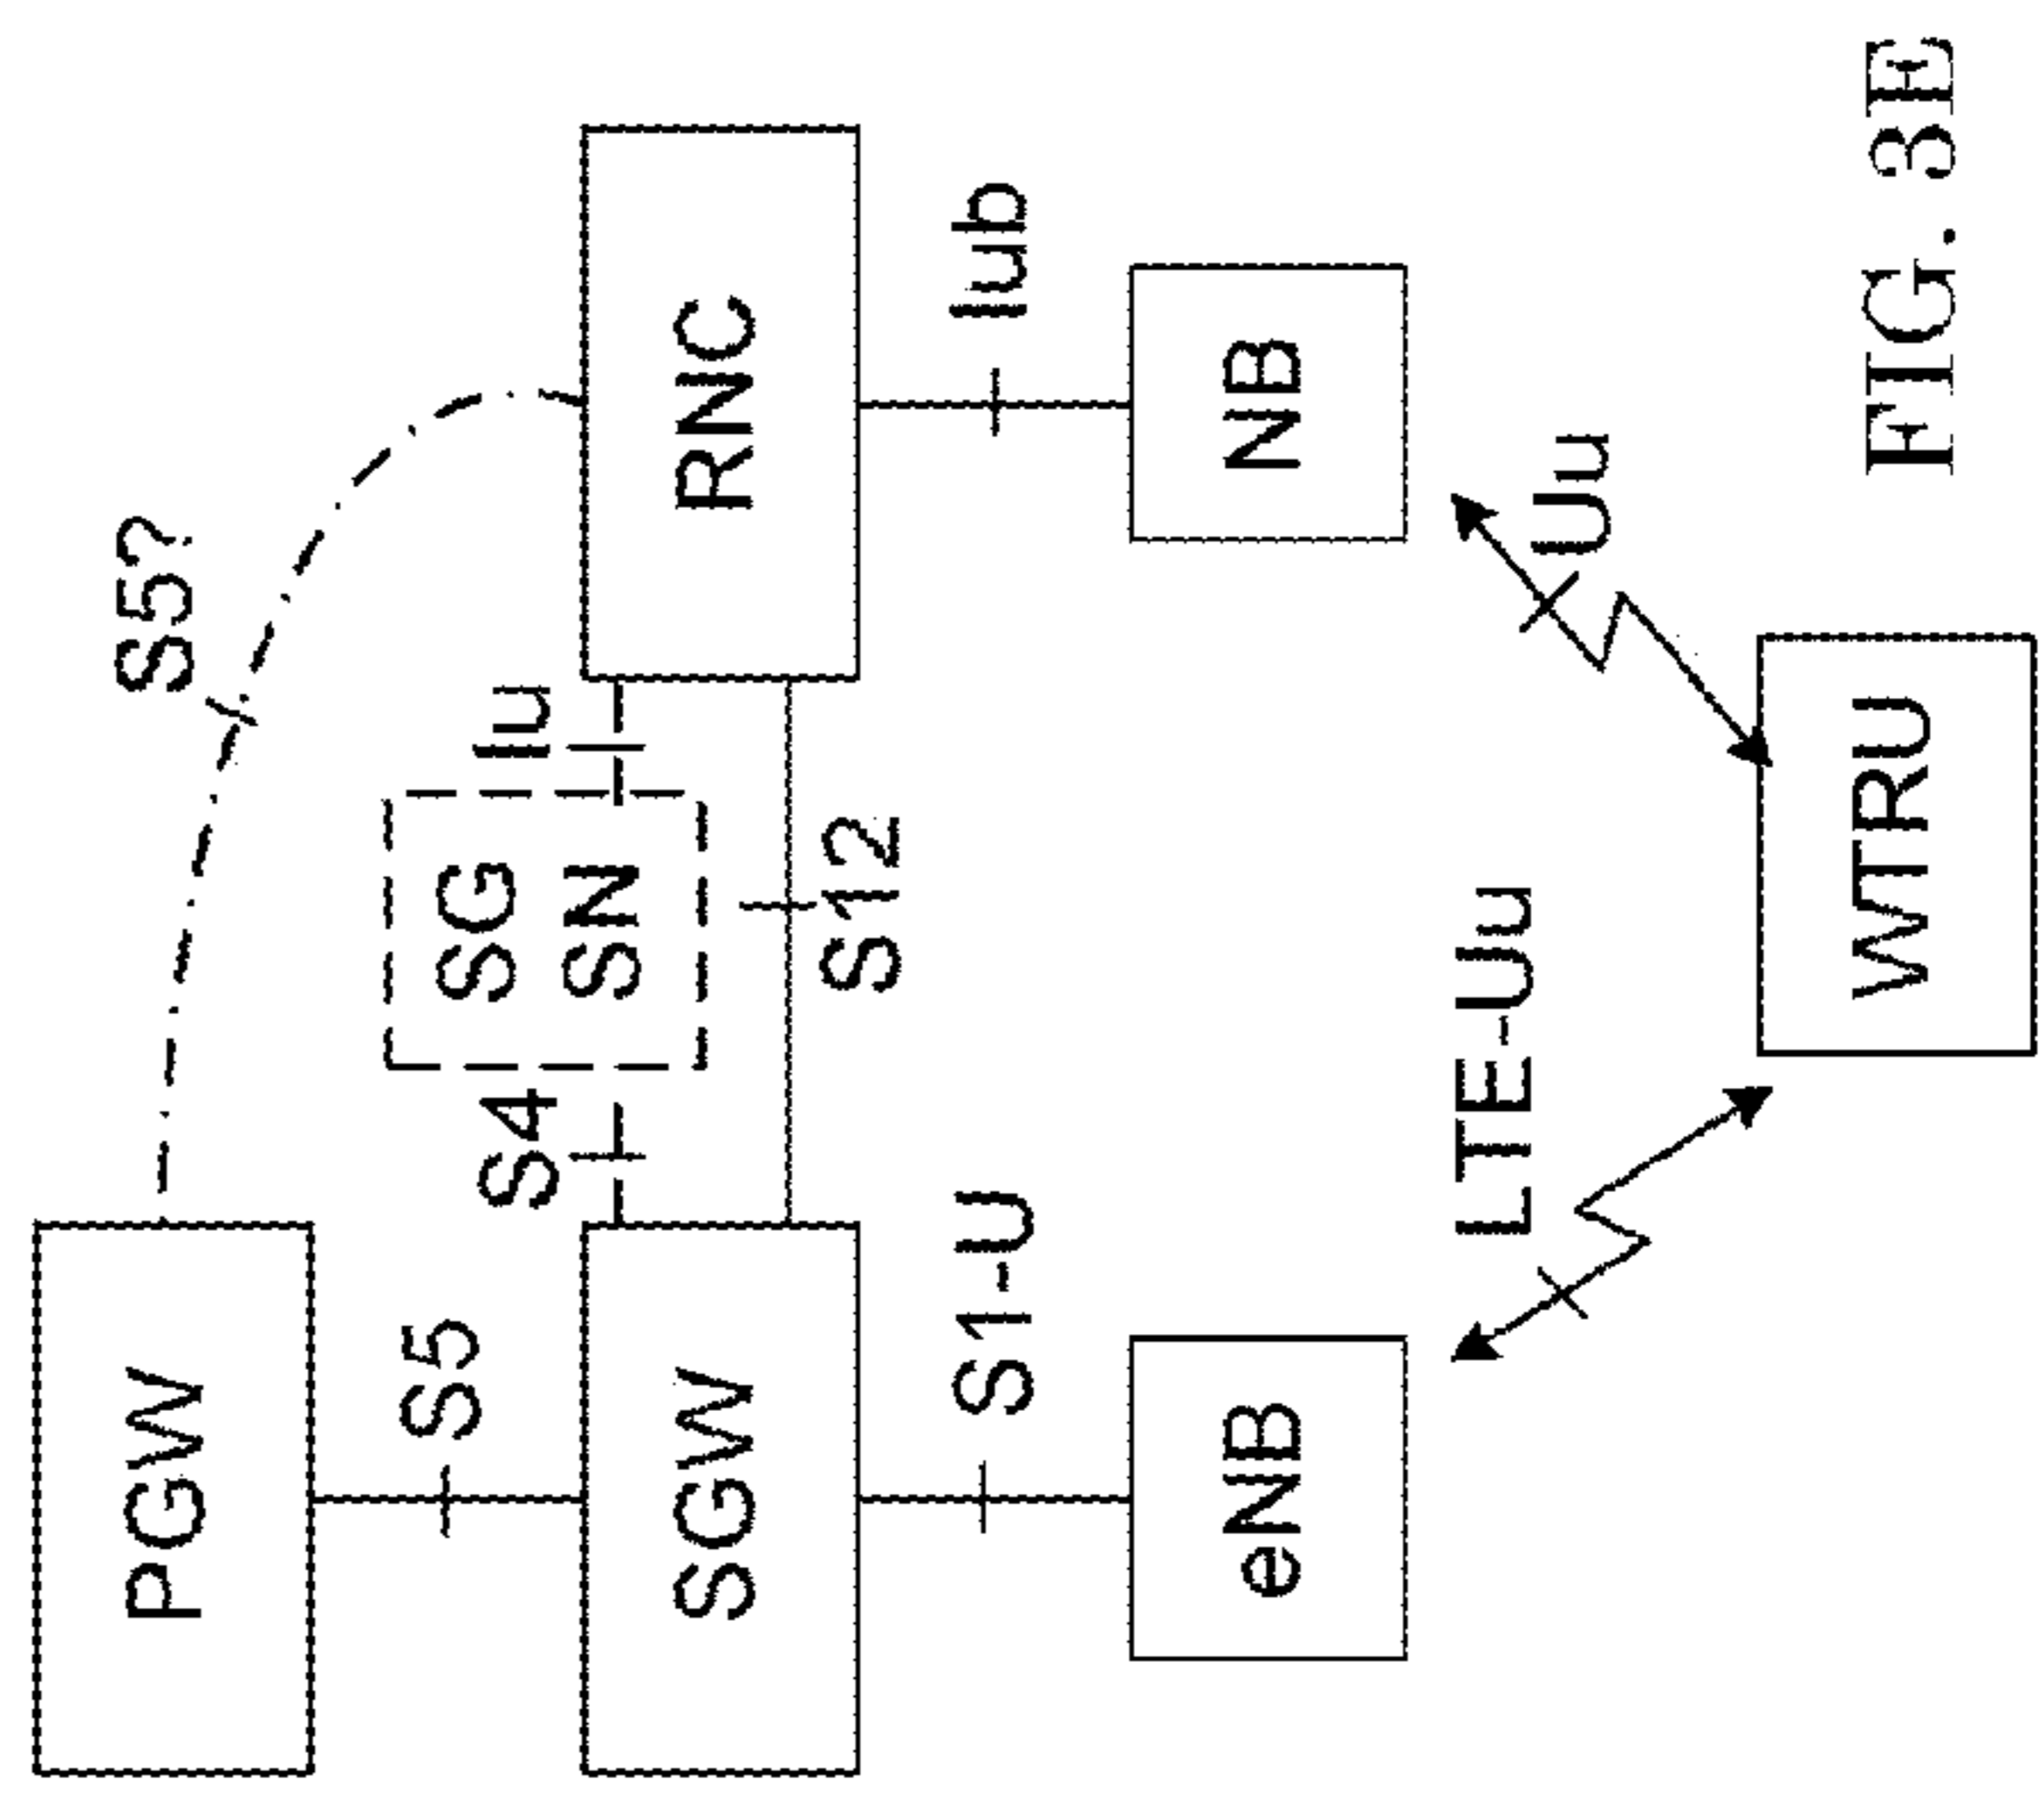 PGW
S5?
S5
S4
SG
SN
Iu
SGW
RNC
S12
S1-U
Iub
eNB
NB
LTE-Uu
Uu
WTRU
FIG. 3E